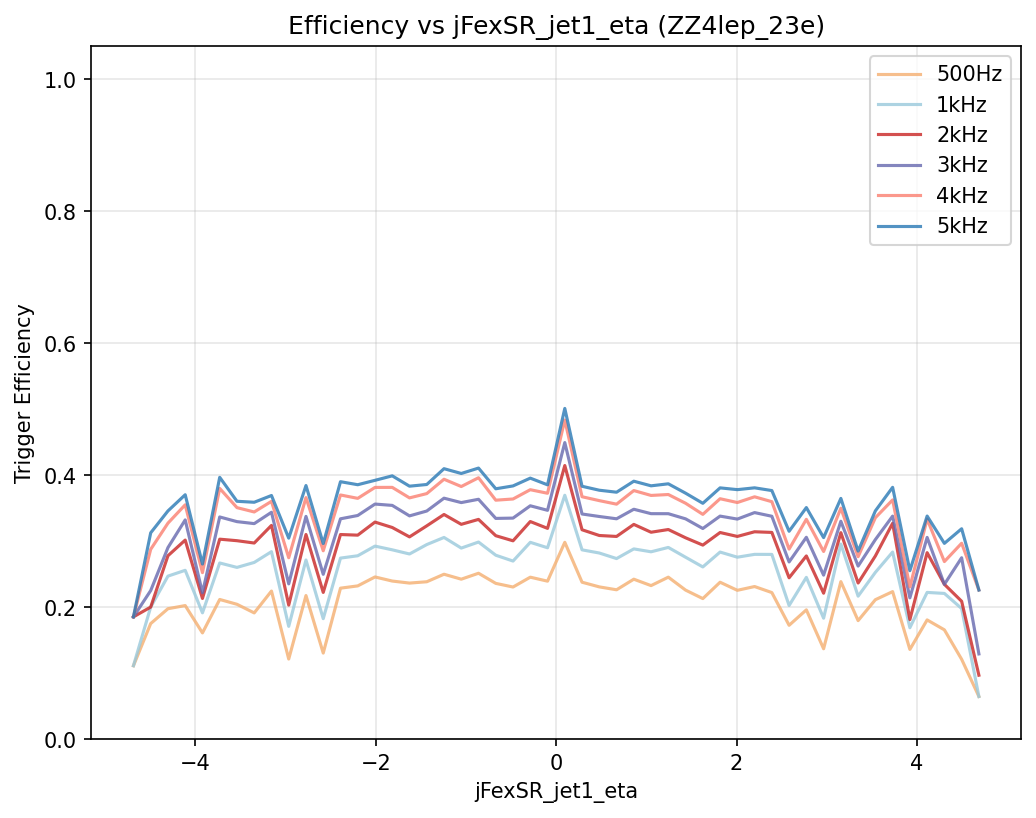 Efficiency vs jFexSR_jet1_eta (ZZ4lep_23e)
500Hz
1kHz
2kHz
3kHz
4kHz
5kHz
Trigger Efficiency
1.0
0.8
0.6
0.4
0.2
0.0
−4
−2
0
2
4
jFexSR_jet1_eta